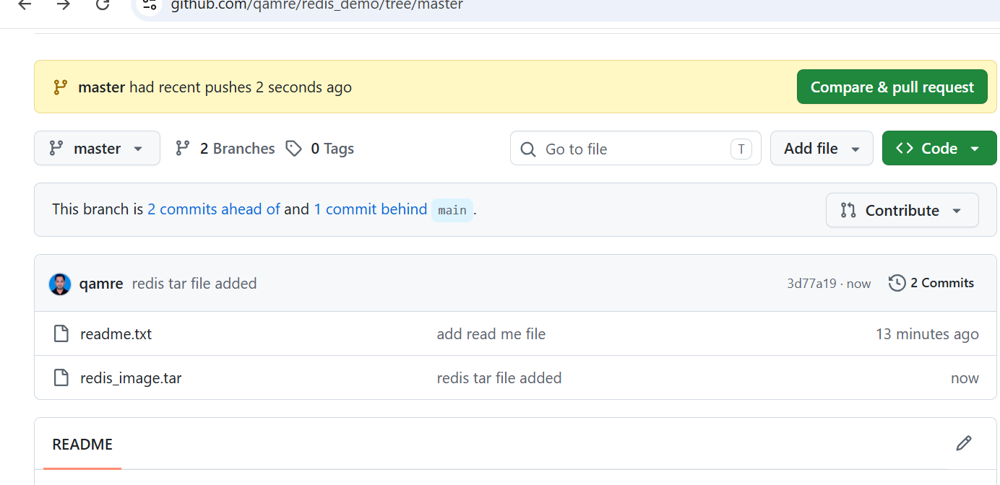 github.com/qamre/redis_demo/tree/master
master had recent pushes 2 seconds ago
Compare & pull request
master
2 Branches
0 Tags
Go to file
T
Add file
Code
This branch is 2 commits ahead of and 1 commit behind main .
Contribute
qamre redis tar file added
3d77a19 · now
2 Commits
readme.txt
add read me file
13 minutes ago
redis_image.tar
redis tar file added
now
README